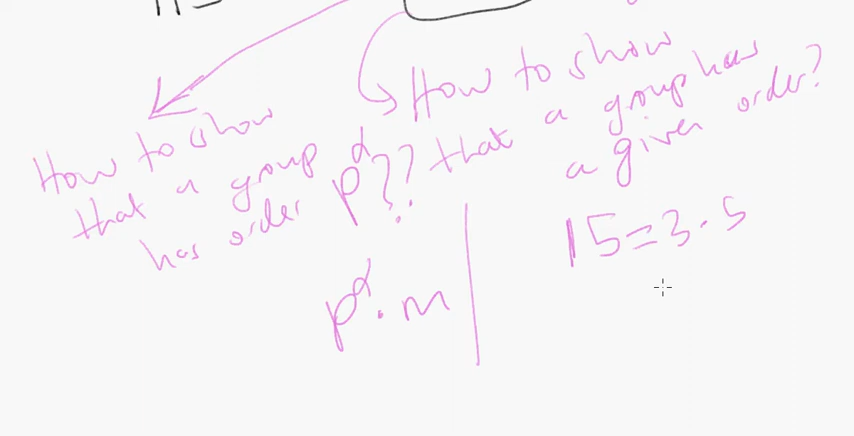 How to show
that a group
has order p^α??
How to show
that a group has
a given order?
p^α · m
15 = 3 · 5